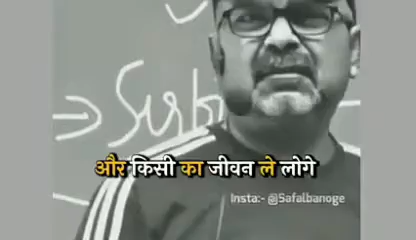 और किसी का जीवन ले लोगे
Insta:- @Safalbanoge